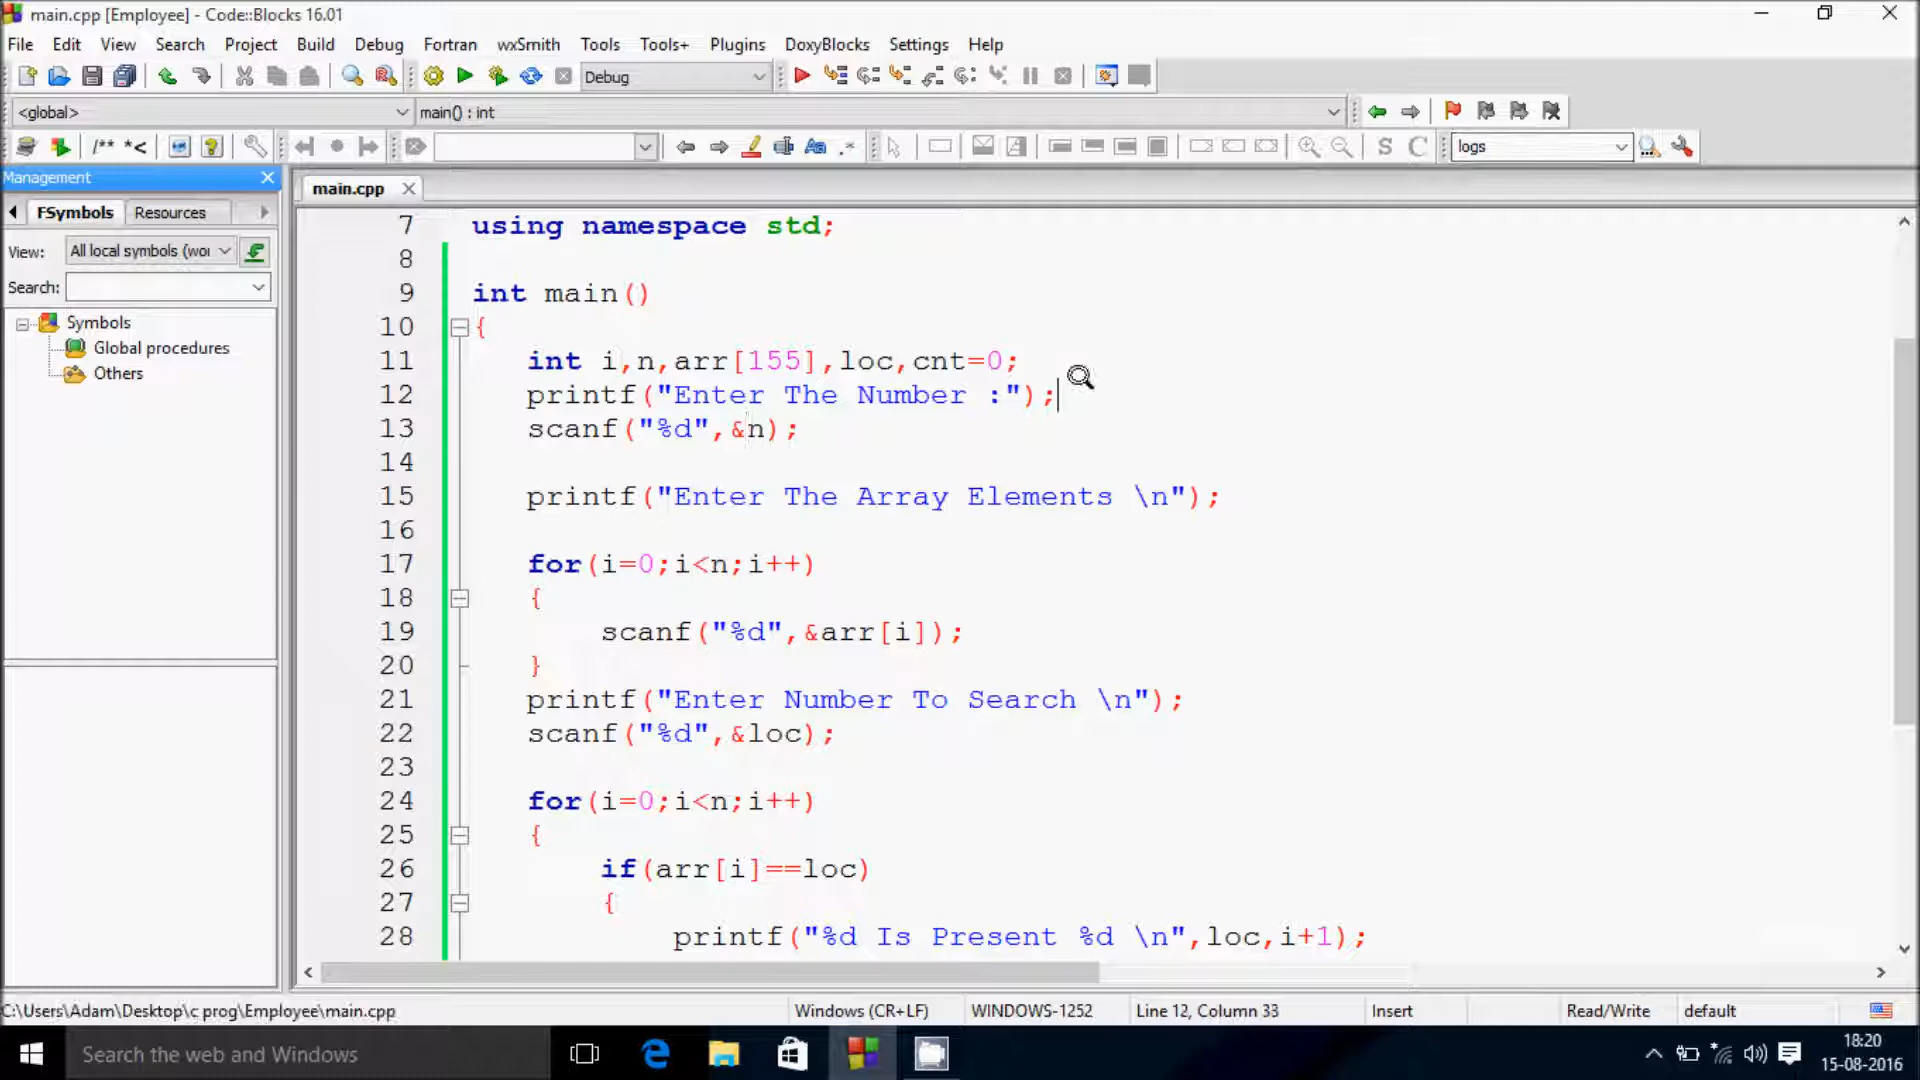 main.cpp [Employee] - Code::Blocks 16.01
File Edit View Search Project Build Debug Fortran wxSmith Tools Tools+ Plugins DoxyBlocks Settings Help
Debug
<global> main() : int
/** *< Aa .* S C logs
Management
FSymbols Resources
View: All local symbols (wor
Search:
Symbols
Global procedures
Others
main.cpp
7 using namespace std;
8
9 int main()
10 {
11 int i,n,arr[155],loc,cnt=0;
12 printf("Enter The Number :");
13 scanf("%d",&n);
14
15 printf("Enter The Array Elements \n");
16
17 for(i=0;i<n;i++)
18 {
19 scanf("%d",&arr[i]);
20 }
21 printf("Enter Number To Search \n");
22 scanf("%d",&loc);
23
24 for(i=0;i<n;i++)
25 {
26 if(arr[i]==loc)
27 {
28 printf("%d Is Present %d \n",loc,i+1);
C:\Users\Adam\Desktop\c prog\Employee\main.cpp Windows (CR+LF) WINDOWS-1252 Line 12, Column 33 Insert Read/Write default
Search the web and Windows
18:20
15-08-2016